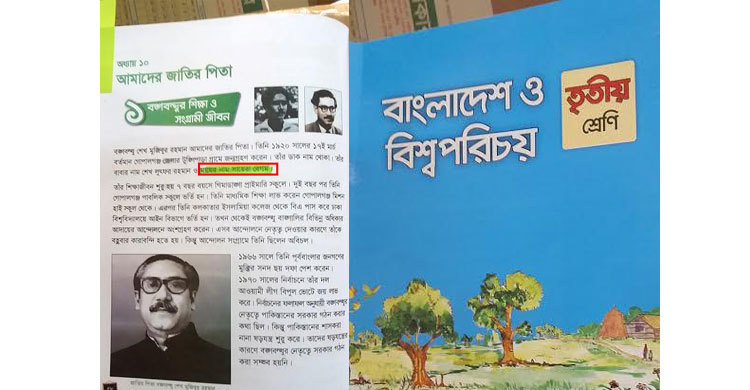 অধ্যায় ১০
আমাদের জাতির পিতা
১ বঙ্গবন্ধুর শিক্ষা ও
সংগ্রামী জীবন
বঙ্গবন্ধু শেখ মুজিবুর রহমান আমাদের জাতির পিতা। তিনি ১৯২০ সালের ১৭ই মার্চ
বর্তমান গোপালগঞ্জ জেলার টুঙ্গিপাড়া গ্রামে জন্মগ্রহণ করেন। তাঁর ডাক নাম খোকা। তাঁর
বাবার নাম শেখ লুৎফর রহমান ও মায়ের নাম সায়েরা বেগম।
তাঁর শিক্ষাজীবন শুরু হয় ৭ বছর বয়সে গিমাডাঙ্গা প্রাইমারি স্কুলে। দুই বছর পর তিনি
গোপালগঞ্জ পাবলিক স্কুলে ভর্তি হন। তিনি মাধ্যমিক শিক্ষা লাভ করেন গোপালগঞ্জ মিশন
হাই স্কুল থেকে। এরপর তিনি কলকাতার ইসলামিয়া কলেজ থেকে বিএ পাস করে ঢাকা
বিশ্ববিদ্যালয়ে আইন বিভাগে ভর্তি হন। তখন থেকেই বঙ্গবন্ধু বাঙালির বিভিন্ন অধিকার
আদায়ের আন্দোলনে অংশগ্রহণ করেন। এসব আন্দোলনে নেতৃত্ব দেওয়ার কারণে তাঁকে
বহুবার কারাবন্দি হতে হয়। কিন্তু আন্দোলন সংগ্রামে তিনি ছিলেন অবিচল।
১৯৬৬ সালে তিনি পূর্ববাংলার জনগণের
মুক্তির সনদ ছয় দফা পেশ করেন।
১৯৭০ সালের নির্বাচনে তাঁর দল
আওয়ামী লীগ বিপুল ভোটে জয় লাভ
করে। নির্বাচনের ফলাফল অনুযায়ী বঙ্গবন্ধুর
নেতৃত্বে পাকিস্তানের সরকার গঠন করার
কথা ছিল। কিন্তু পাকিস্তানের শাসকরা
নানা ষড়যন্ত্র শুরু করে। তাদের ষড়যন্ত্রের
কারণে বঙ্গবন্ধুর নেতৃত্বে সরকার গঠন
করা সম্ভব হয়নি।
জাতির পিতা বঙ্গবন্ধু শেখ মুজিবুর রহমান
বাংলাদেশ ও
বিশ্বপরিচয়
তৃতীয়
শ্রেণি